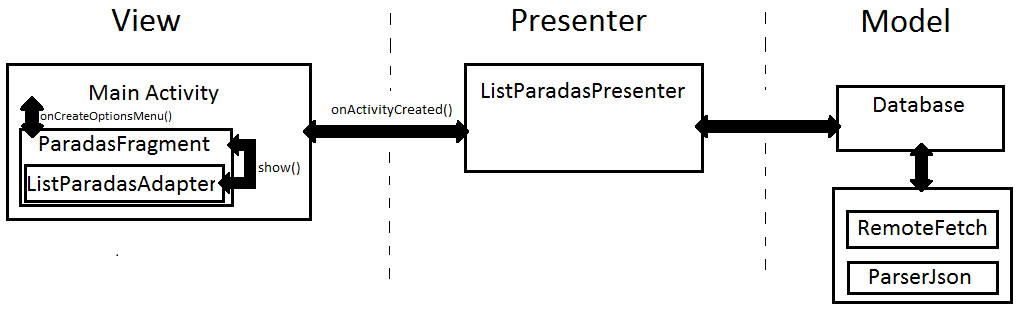 View
Presenter
Model
Main Activity
onCreateOptionsMenu()
ParadasFragment
ListParadasAdapter
show()
onActivityCreated()
ListParadasPresenter
Database
RemoteFetch
ParserJson